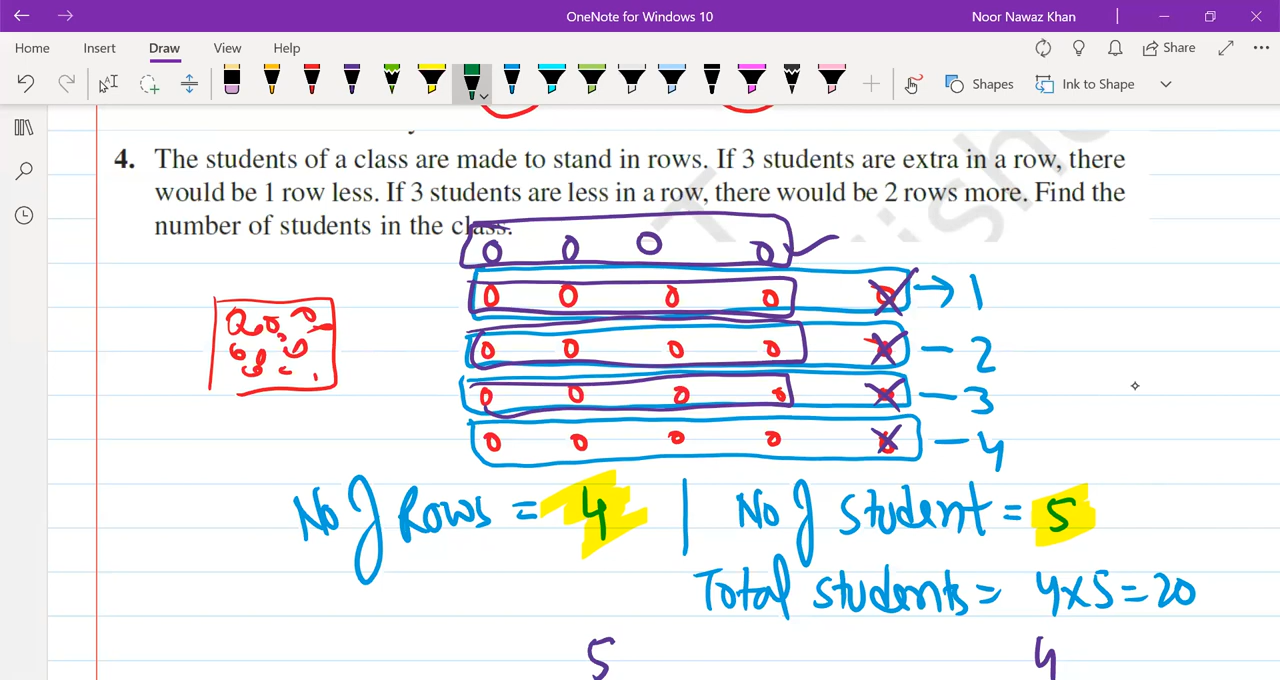 OneNote for Windows 10
Noor Nawaz Khan
Home Insert Draw View Help
Share
Shapes
Ink to Shape
4. The students of a class are made to stand in rows. If 3 students are extra in a row, there
would be 1 row less. If 3 students are less in a row, there would be 2 rows more. Find the
number of students in the class.
1
2
3
4
No of Rows = 4 | No of student = 5
Total students = 4×5=20
5 4